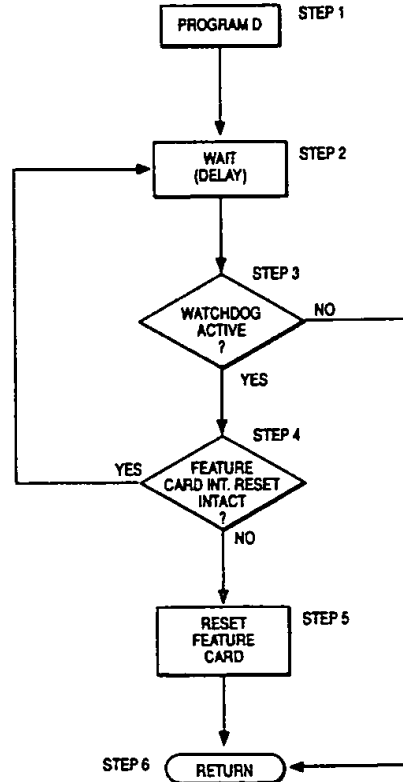 PROGRAM D
STEP 1
WAIT
(DELAY)
STEP 2
STEP 3
WATCHDOG
ACTIVE
?
NO
YES
STEP 4
FEATURE
CARD INT. RESET
INTACT
?
YES
NO
RESET
FEATURE
CARD
STEP 5
STEP 6
RETURN